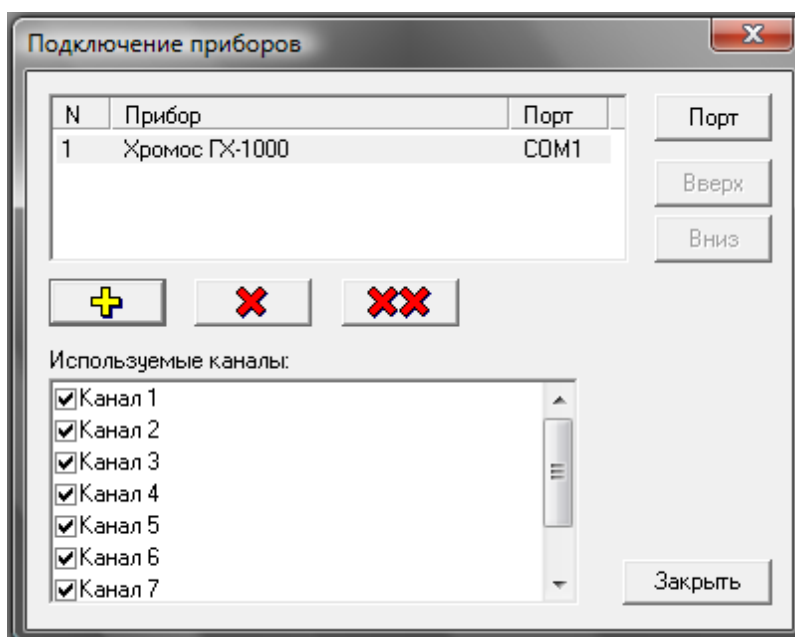 Подключение приборов
N Прибор Порт
1 Хромос ГХ-1000 COM1
Порт
Вверх
Вниз
Используемые каналы:
Канал 1
Канал 2
Канал 3
Канал 4
Канал 5
Канал 6
Канал 7
Закрыть